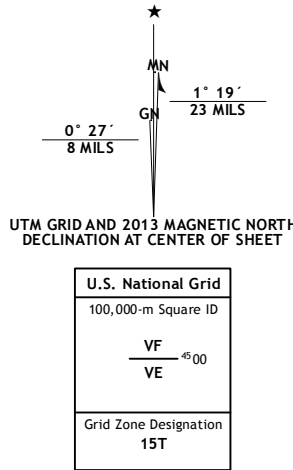 ★
MN
1° 19´
23 MILS
GN
0° 27´
8 MILS
UTM GRID AND 2013 MAGNETIC NORTH
DECLINATION AT CENTER OF SHEET
U.S. National Grid
100,000-m Square ID
VF
4500
VE
Grid Zone Designation
15T